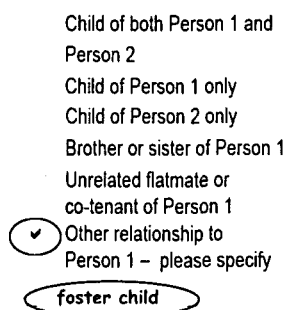 Child of both Person 1 and
Person 2
Child of Person 1 only
Child of Person 2 only
Brother or sister of Person 1
Unrelated flatmate or
co-tenant of Person 1
✓ Other relationship to
Person 1 – please specify
foster child